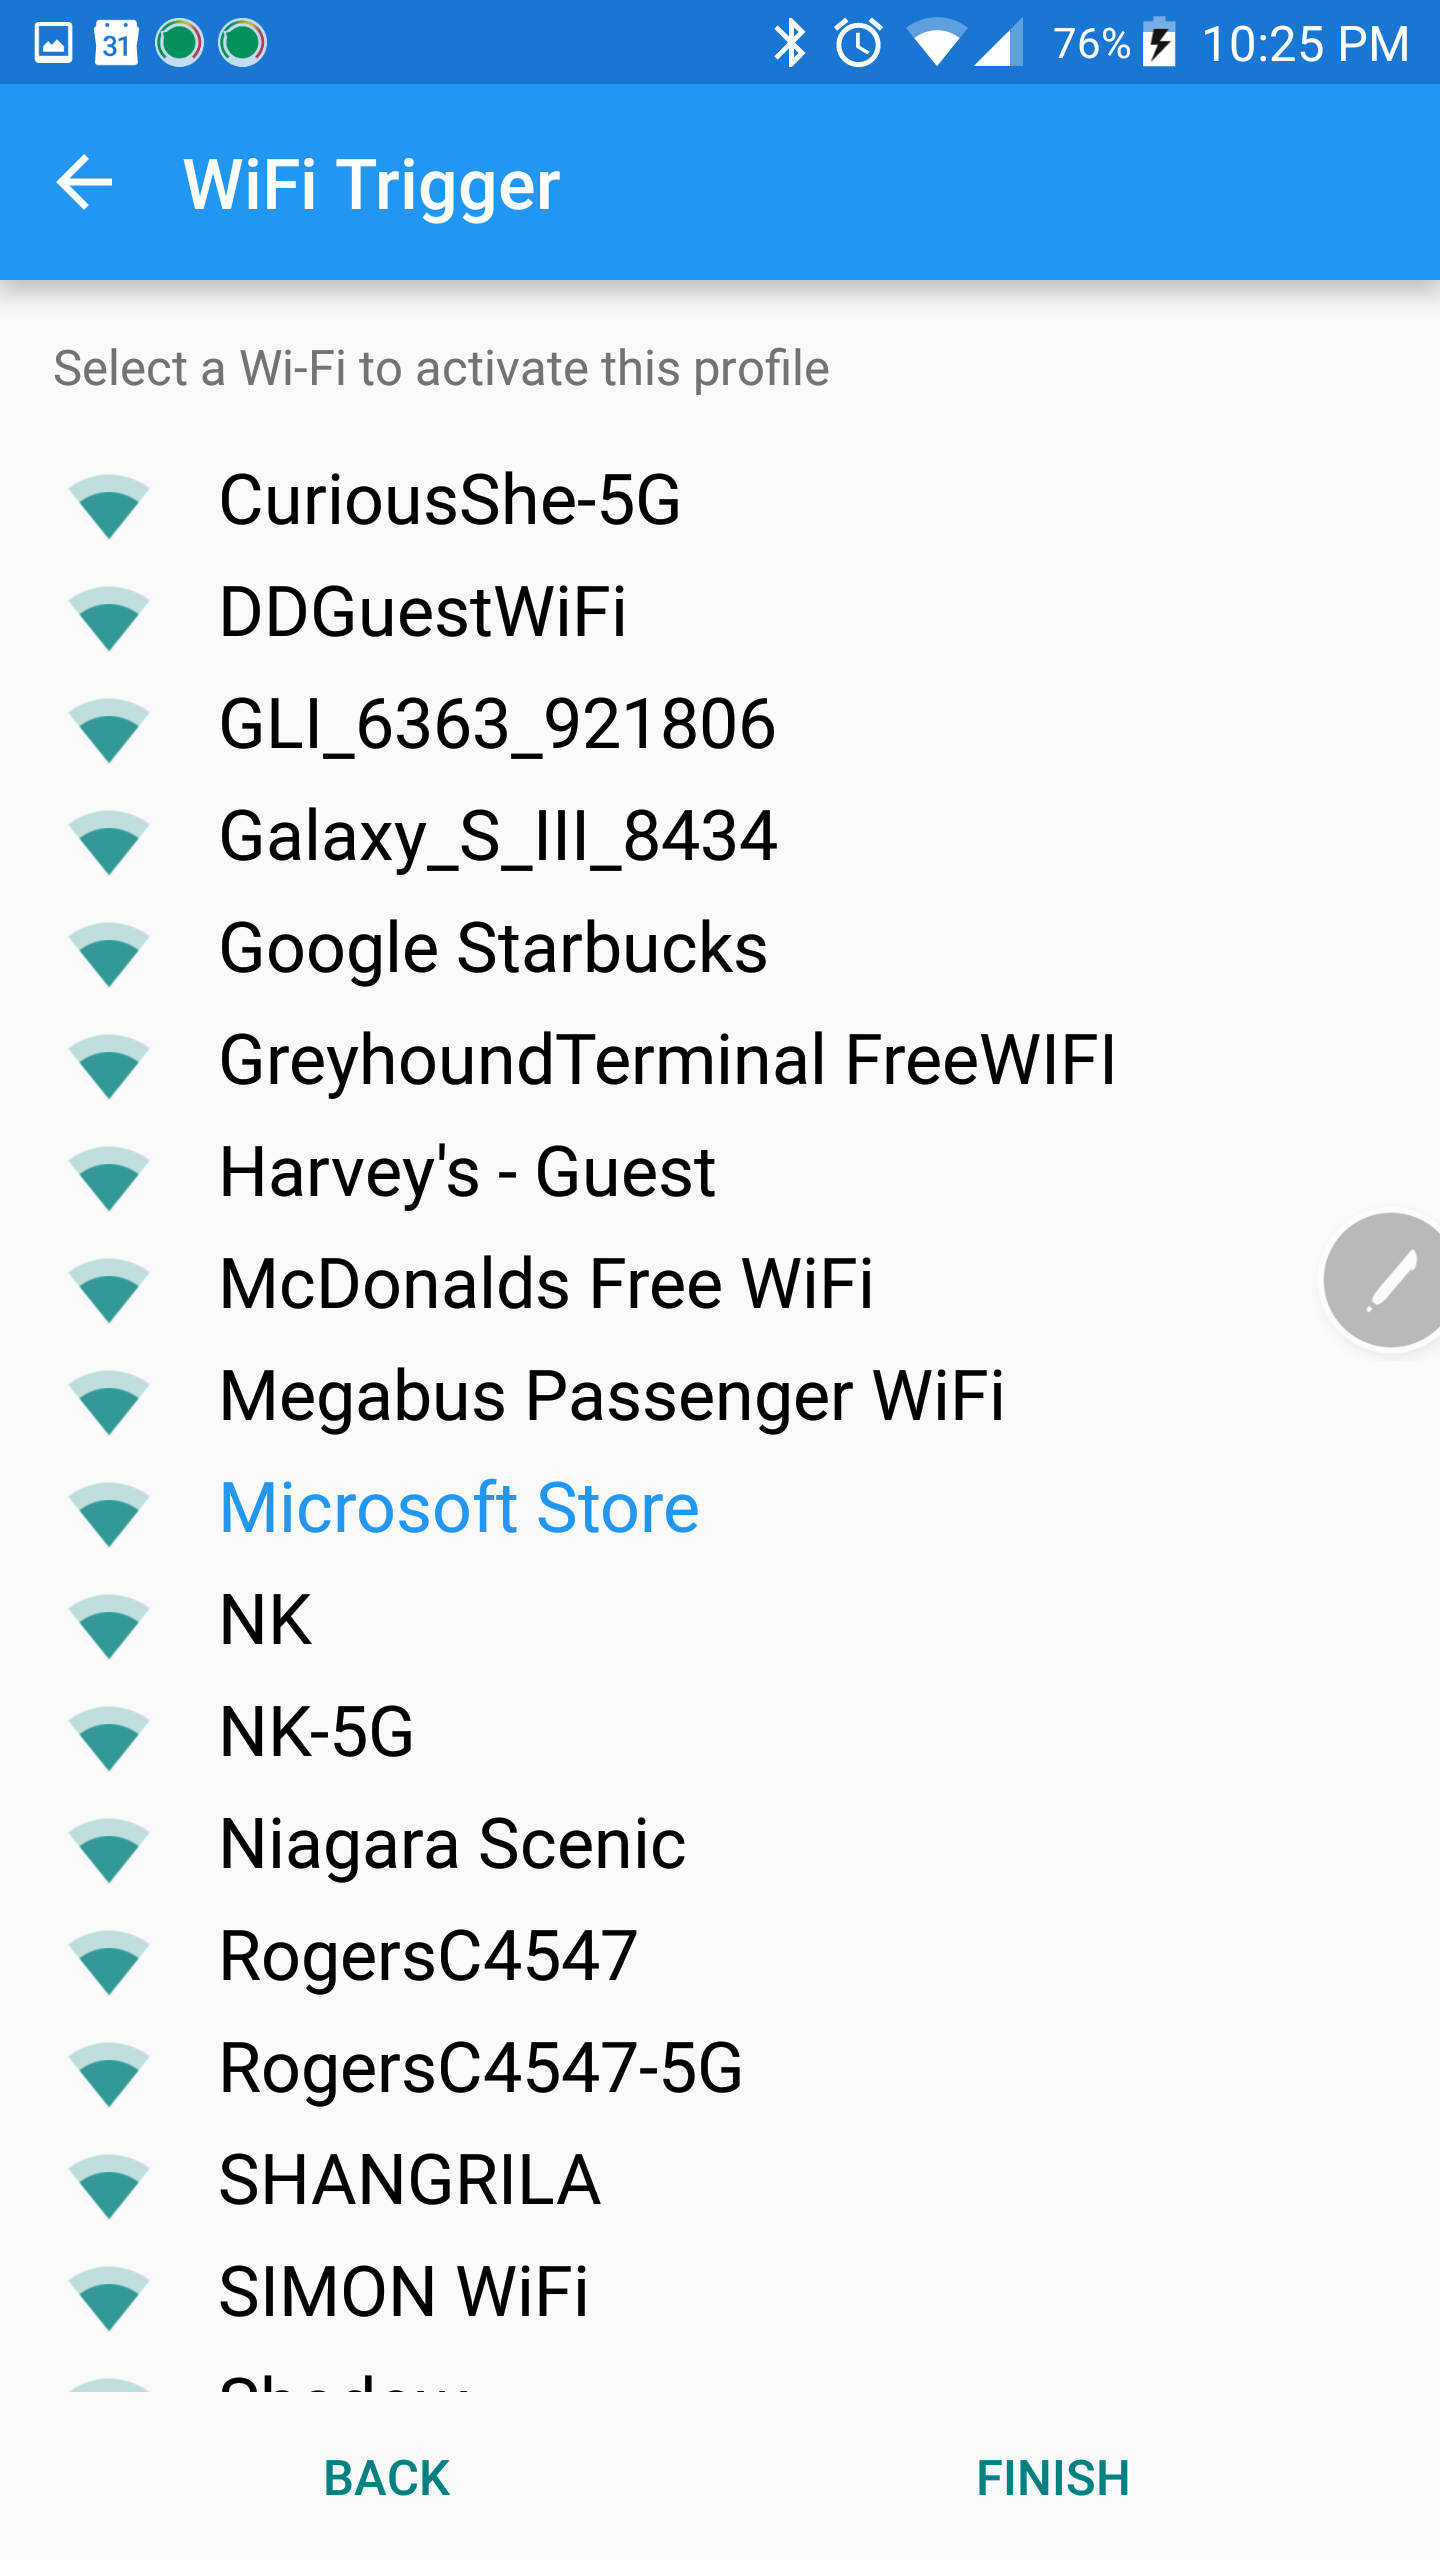 31 76% 10:25 PM
WiFi Trigger
Select a Wi-Fi to activate this profile
CuriousShe-5G
DDGuestWiFi
GLI_6363_921806
Galaxy_S_III_8434
Google Starbucks
GreyhoundTerminal FreeWIFI
Harvey's - Guest
McDonalds Free WiFi
Megabus Passenger WiFi
Microsoft Store
NK
NK-5G
Niagara Scenic
RogersC4547
RogersC4547-5G
SHANGRILA
SIMON WiFi
BACK FINISH